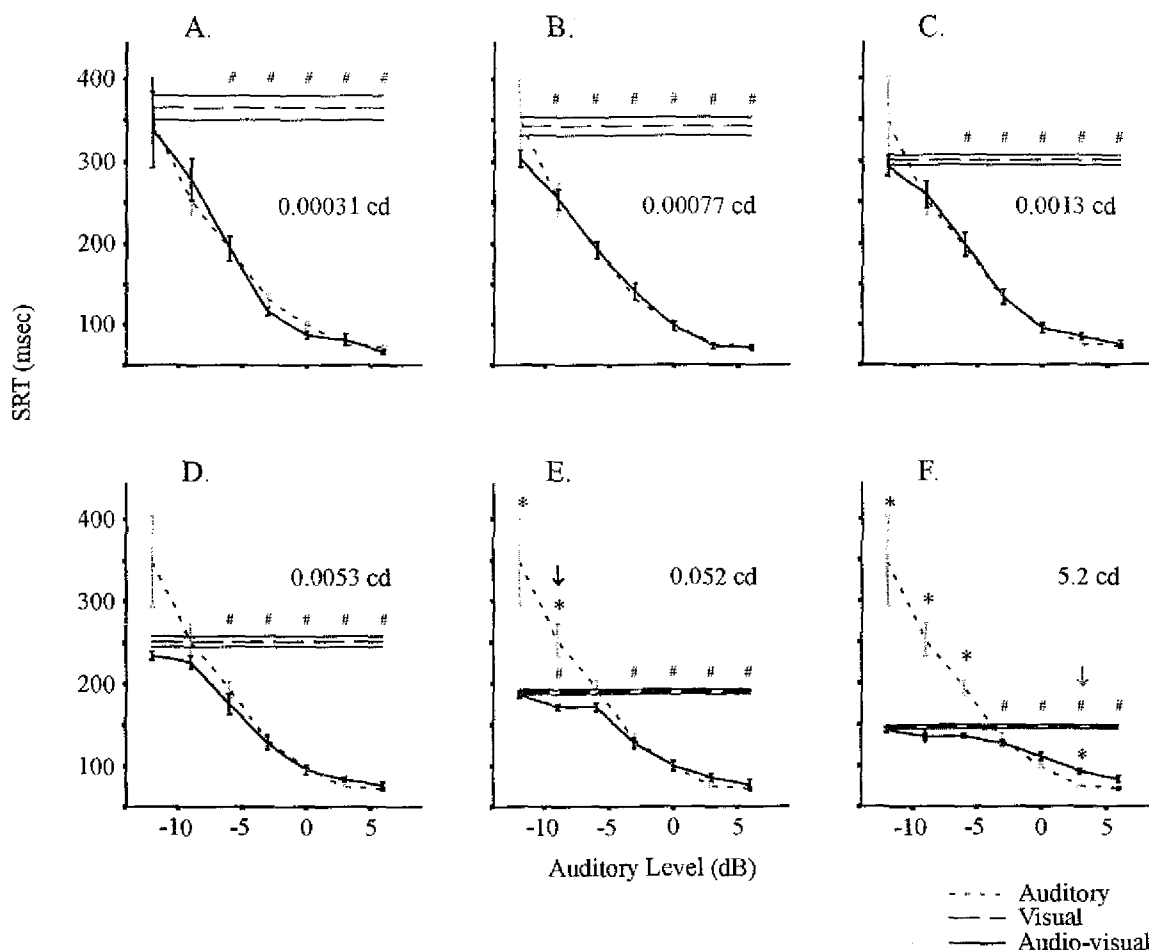 A. B. C.
# # # # #
# # # # # #
# # # # #
400
300
200
100
0.00031 cd
0.00077 cd
0.0013 cd
SRT (msec)
D. E. F.
400
300
200
100
0.0053 cd
0.052 cd
5.2 cd
# # # # #
*
↓
*
# # # # #
* * *
↓
# # # #
*
-10 -5 0 5
-10 -5 0 5
-10 -5 0 5
Auditory Level (dB)
Auditory
Visual
Audio-visual